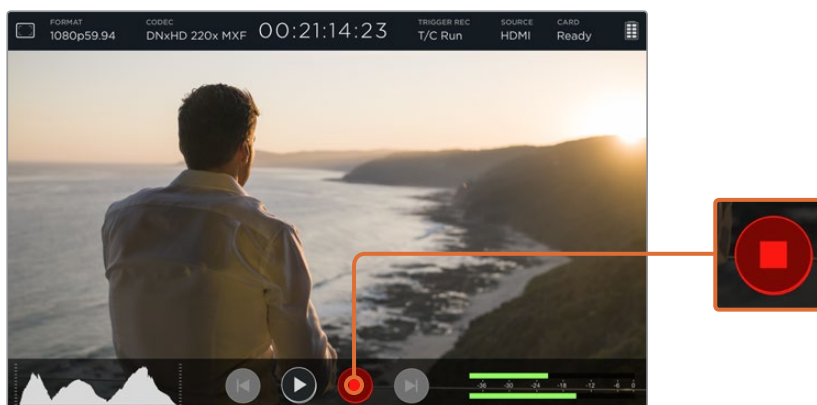 FORMAT
1080p59.94
CODEC
DNxHD 220x MXF
00:21:14:23
TRIGGER REC
T/C Run
SOURCE
HDMI
CARD
Ready
-36 -30 -24 -18 -12 -6 0